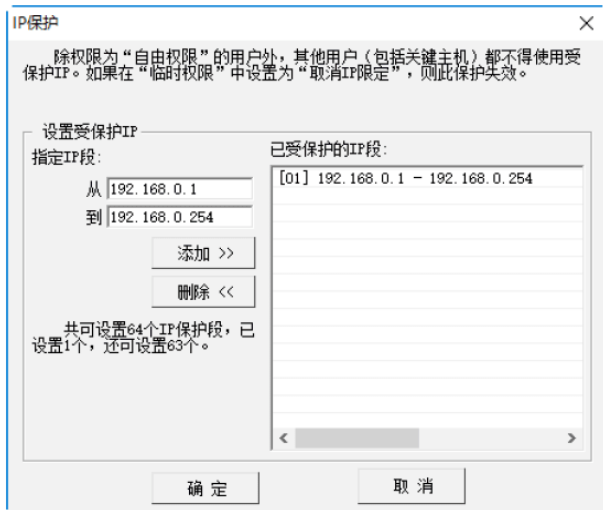 IP保护
除权限为“自由权限”的用户外，其他用户（包括关键主机）都不得使用受
保护IP。如果在“临时权限”中设置为“取消IP限定”，则此保护失效。
设置受保护IP
指定IP段:
已受保护的IP段:
从 192.168.0.1
到 192.168.0.254
[01] 192.168.0.1 - 192.168.0.254
添加 >>
删除 <<
共可设置64个IP保护段，已
设置1个，还可设置63个。
确 定
取 消